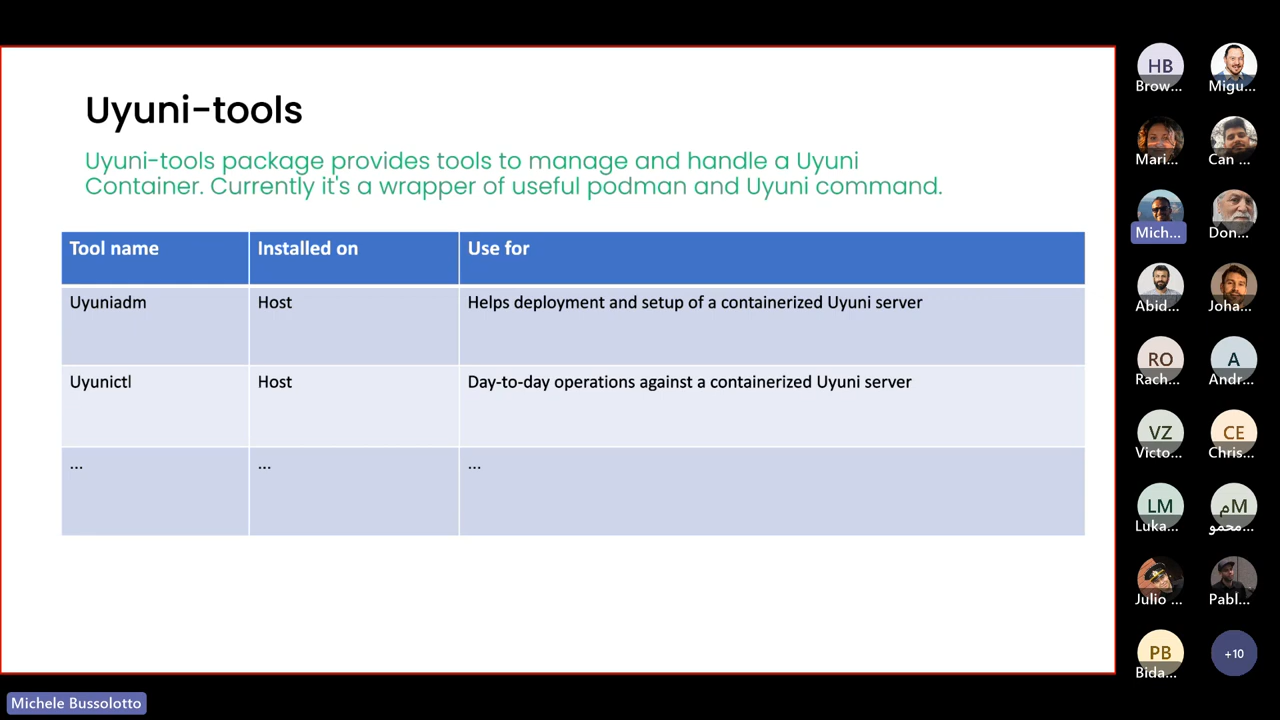 Uyuni-tools
Uyuni-tools package provides tools to manage and handle a Uyuni
Container. Currently it's a wrapper of useful podman and Uyuni command.
Tool name Installed on Use for
Uyuniadm Host Helps deployment and setup of a containerized Uyuni server
Uyunictl Host Day-to-day operations against a containerized Uyuni server
... ... ...
HB
Brow... Migu...
Mari... Can ...
Mich... Don...
Abid... Joha...
RO A
Rach... Andr...
VZ CE
Victo... Chris...
LM مM
Luka... محمو...
Julio ... Pabl...
PB +10
Bida...
Michele Bussolotto